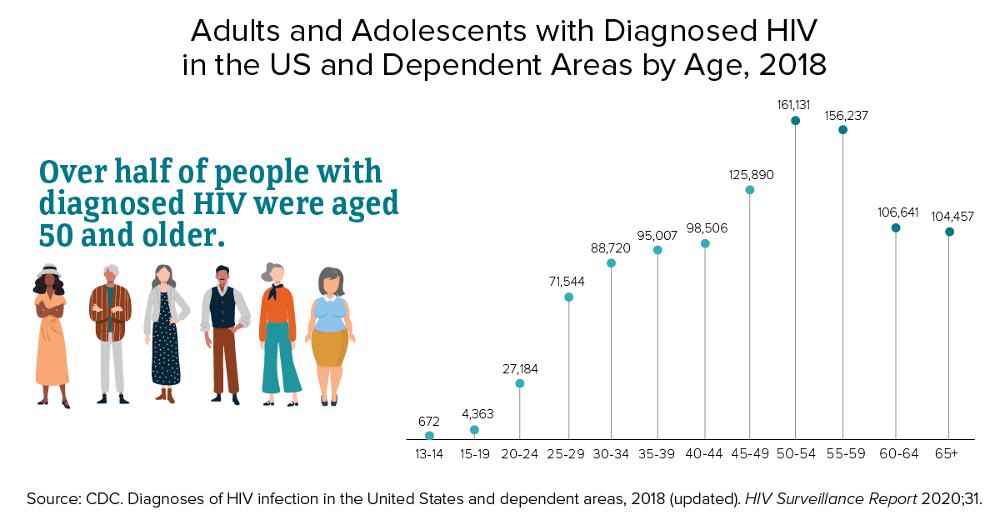 Adults and Adolescents with Diagnosed HIV
in the US and Dependent Areas by Age, 2018
Over half of people with
diagnosed HIV were aged
50 and older.
672
4,363
27,184
71,544
88,720
95,007
98,506
125,890
161,131
156,237
106,641
104,457
13-14 15-19 20-24 25-29 30-34 35-39 40-44 45-49 50-54 55-59 60-64 65+
Source: CDC. Diagnoses of HIV infection in the United States and dependent areas, 2018 (updated). HIV Surveillance Report 2020;31.